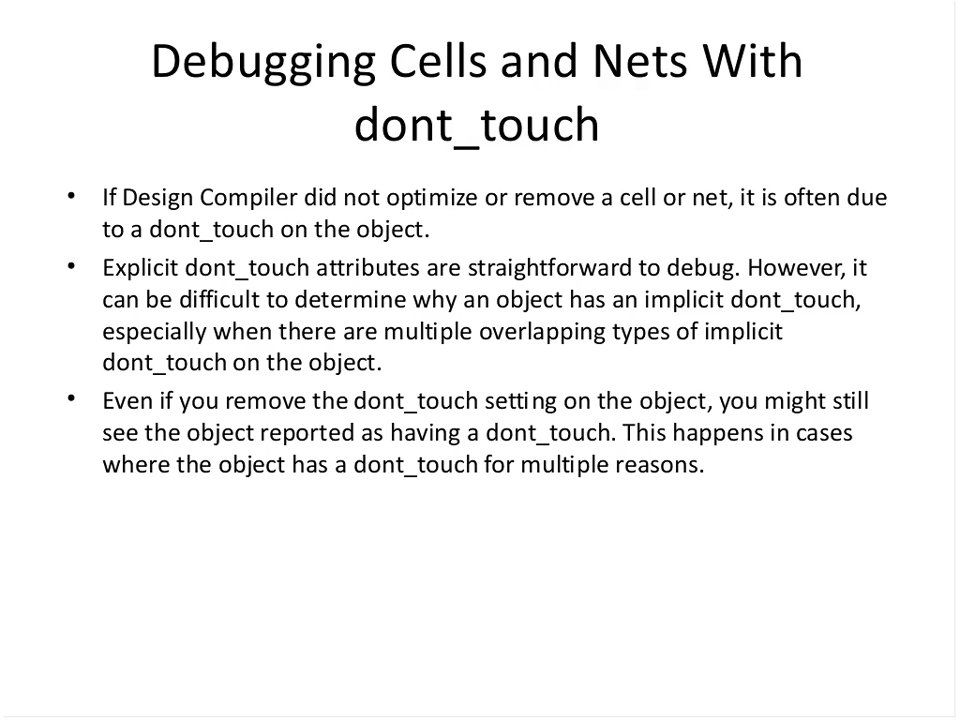 Debugging Cells and Nets With
dont_touch
• If Design Compiler did not optimize or remove a cell or net, it is often due
to a dont_touch on the object.
• Explicit dont_touch attributes are straightforward to debug. However, it
can be difficult to determine why an object has an implicit dont_touch,
especially when there are multiple overlapping types of implicit
dont_touch on the object.
• Even if you remove the dont_touch setting on the object, you might still
see the object reported as having a dont_touch. This happens in cases
where the object has a dont_touch for multiple reasons.